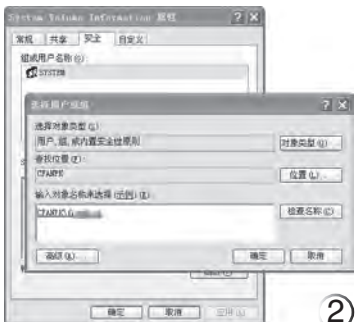 System Volume Information 属性
常规 共享 安全 自定义
组或用户名称(G):
SYSTEM
选择用户或组
选择对象类型(S):
用户、组或内置安全性原则
对象类型(O)...
查找位置(F):
位置(L)...
输入对象名称来选择(示例)(E):
检查名称(C)
高级(A)...
确定 取消
确定 取消 应用(A)
②